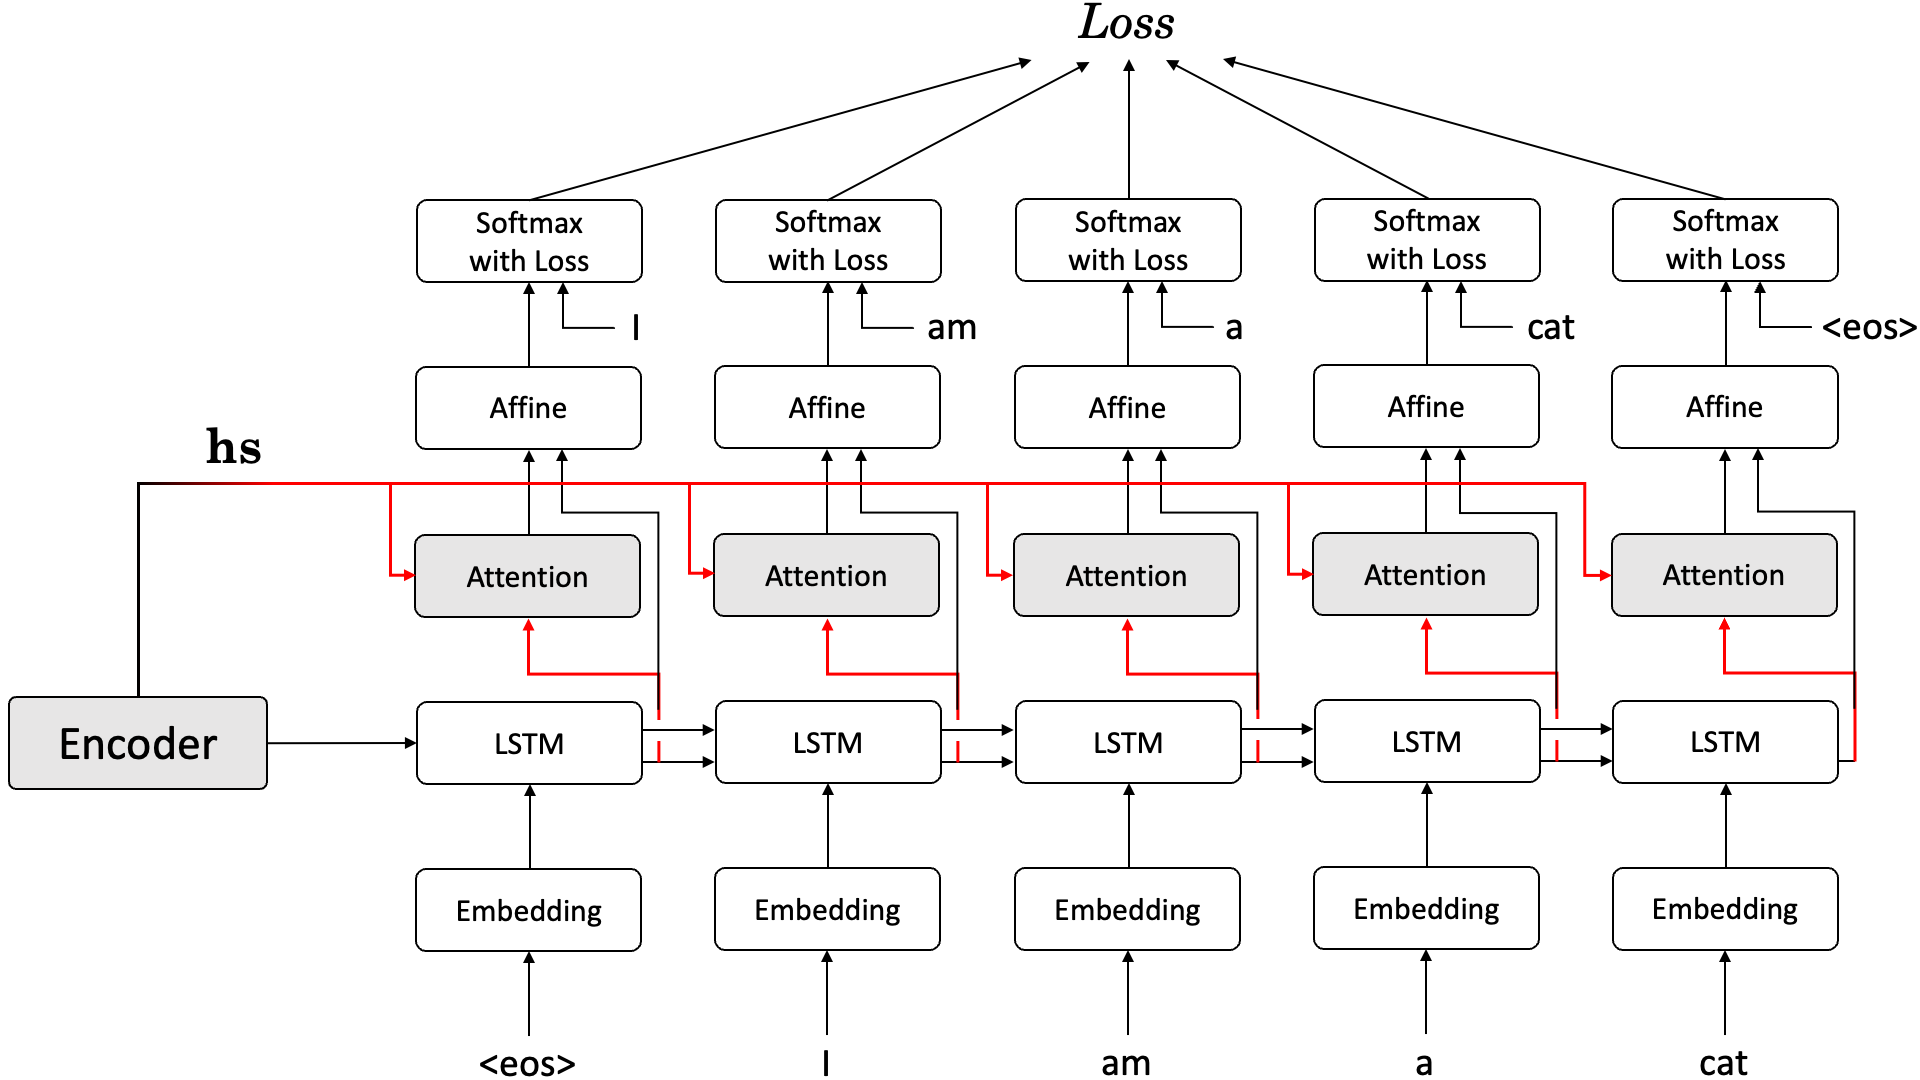 Loss
Softmax
with Loss
Softmax
with Loss
Softmax
with Loss
Softmax
with Loss
Softmax
with Loss
I
am
a
cat
<eos>
Affine
Affine
Affine
Affine
Affine
hs
Attention
Attention
Attention
Attention
Attention
Encoder
LSTM
LSTM
LSTM
LSTM
LSTM
Embedding
Embedding
Embedding
Embedding
Embedding
<eos>
I
am
a
cat